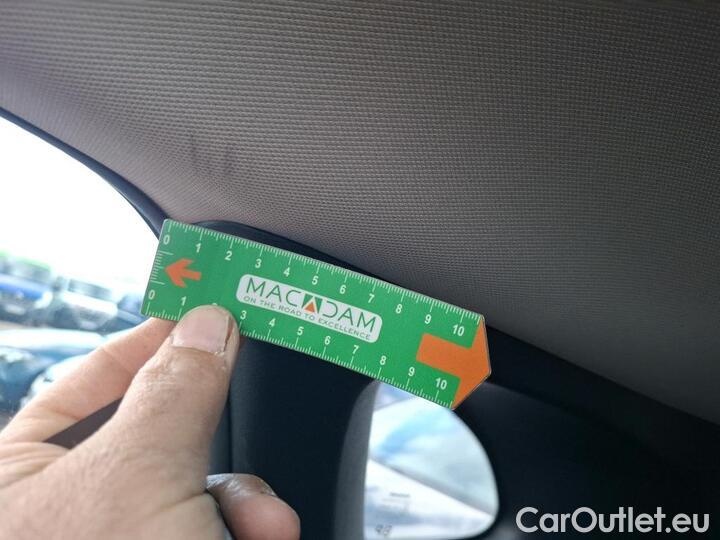 0 1 2 3 4 5 6 7 8 9 10
MACADAM
ON THE ROAD TO EXCELLENCE
0 1 3 4 5 6 7 8 9 10
CarOutlet.eu